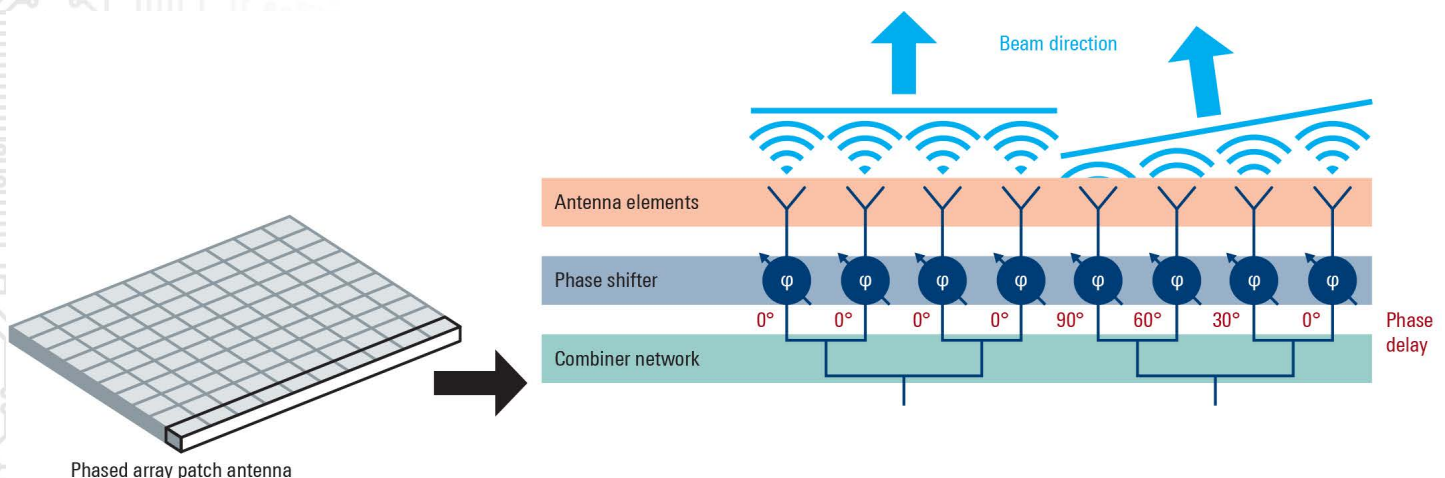 Beam direction
Antenna elements
Phase shifter
φ φ φ φ φ φ φ φ
0° 0° 0° 0° 90° 60° 30° 0°
Phase
delay
Combiner network
Phased array patch antenna